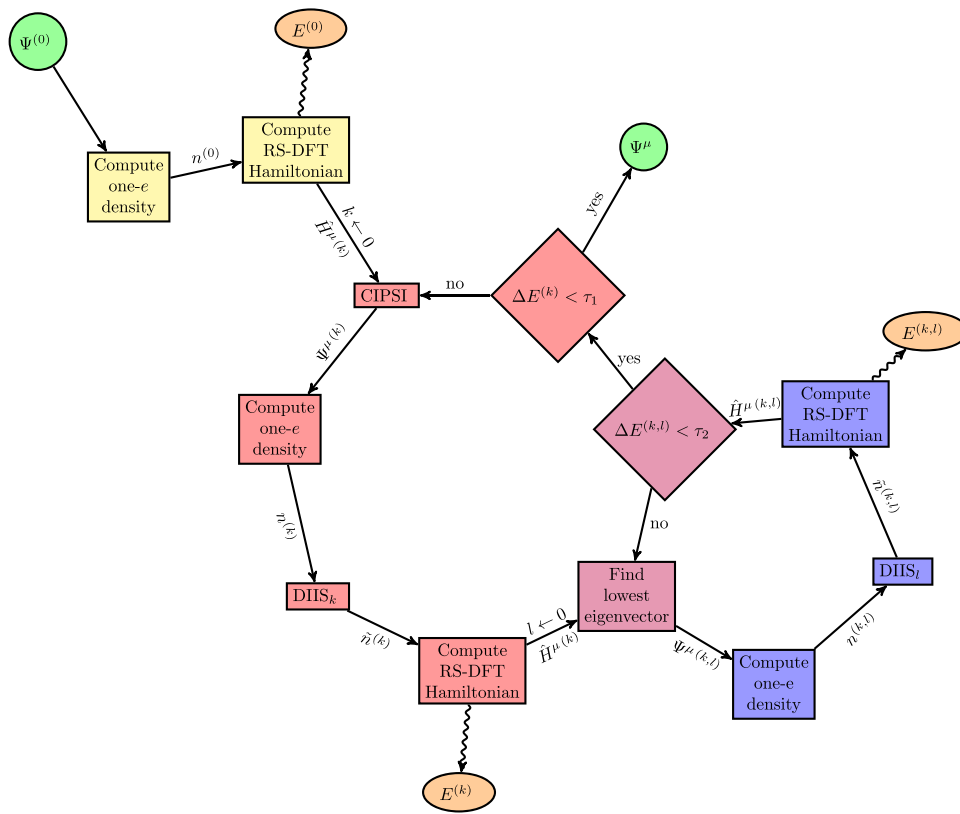 Ψ⁽⁰⁾
E⁽⁰⁾
Compute
RS-DFT
Hamiltonian
n⁽⁰⁾
Compute
one-e
density
k ← 0
Ĥ^μ ⁽ᵏ⁾
Ψ^μ
yes
ΔE⁽ᵏ⁾ < τ₁
no
CIPSI
Ψ^μ ⁽ᵏ⁾
yes
E^(k,l)
Compute
RS-DFT
Hamiltonian
Ĥ^μ (k,l)
ΔE^(k,l) < τ₂
Compute
one-e
density
ñ^(k,l)
n⁽ᵏ⁾
no
DIIS_l
Find
lowest
eigenvector
DIIS_k
l ← 0
Ĥ^μ ⁽ᵏ⁾
ñ⁽ᵏ⁾
n^(k,l)
Ψ^μ (k,l)
Compute
RS-DFT
Hamiltonian
Compute
one-e
density
E⁽ᵏ⁾